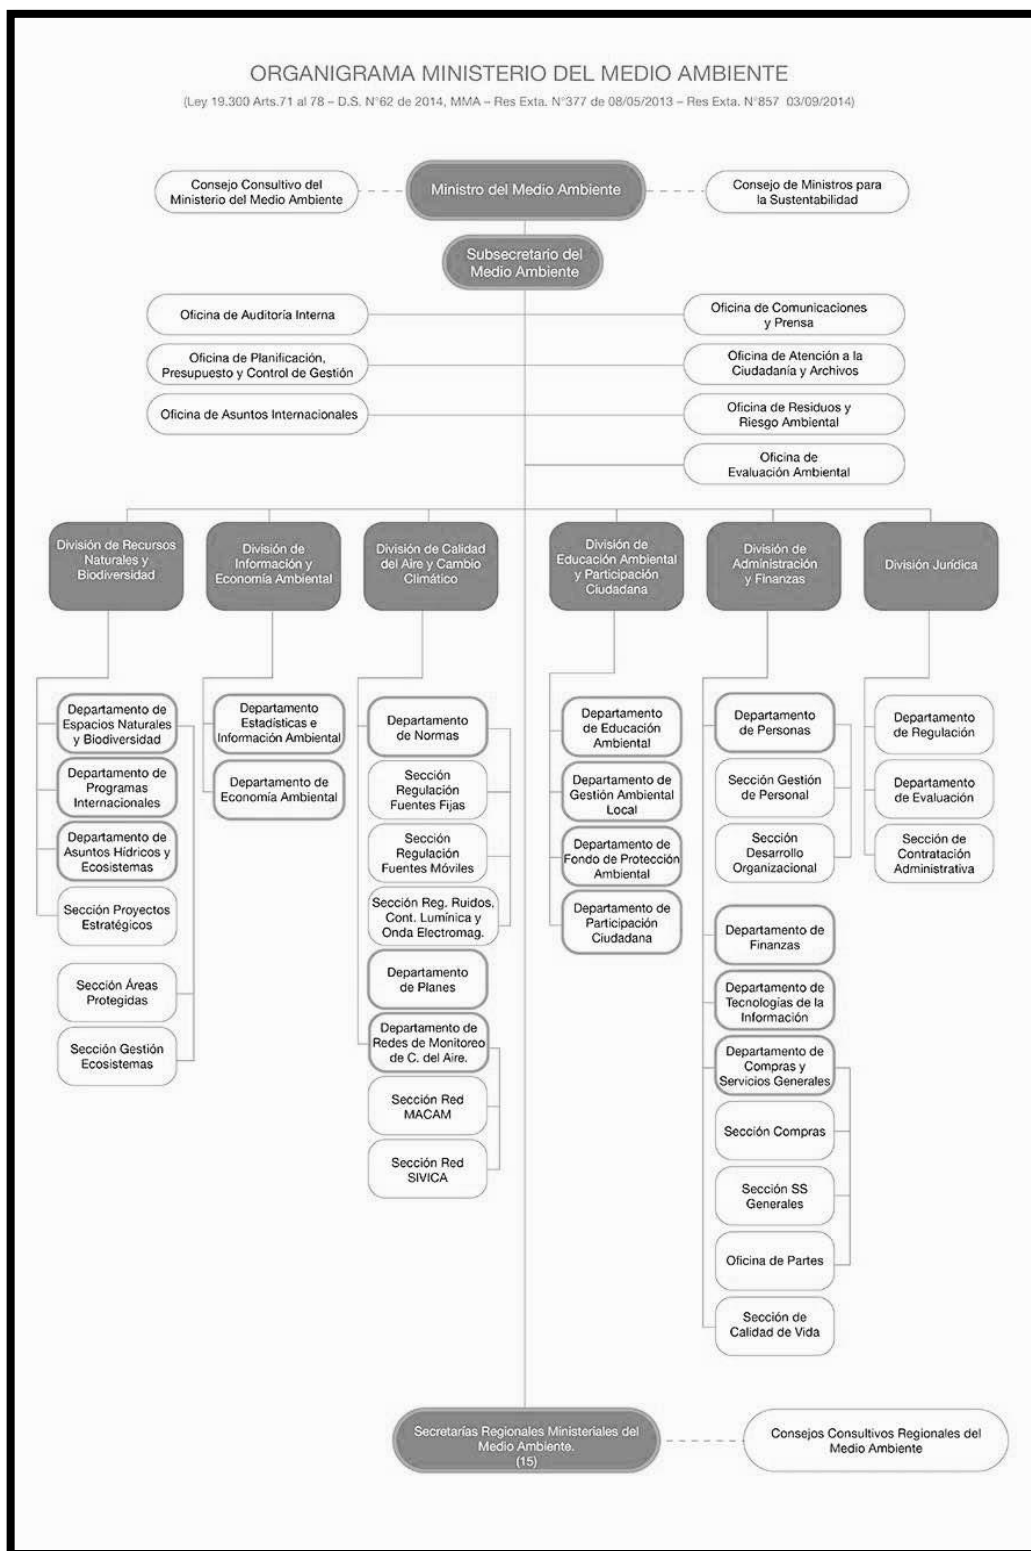 ORGANIGRAMA MINISTERIO DEL MEDIO AMBIENTE
(Ley 19.300 Arts.71 al 78 – D.S. N°62 de 2014, MMA – Res Exta. N°377 de 08/05/2013 – Res Exta. N°857 03/09/2014)
Consejo Consultivo del
Ministerio del Medio Ambiente
Ministro del Medio Ambiente
Consejo de Ministros para
la Sustentabilidad
Subsecretario del
Medio Ambiente
Oficina de Auditoría Interna
Oficina de Comunicaciones
y Prensa
Oficina de Planificación,
Presupuesto y Control de Gestión
Oficina de Atención a la
Ciudadanía y Archivos
Oficina de Asuntos Internacionales
Oficina de Residuos y
Riesgo Ambiental
Oficina de
Evaluación Ambiental
División de Recursos
Naturales y
Biodiversidad
División de
Información y
Economía Ambiental
División de Calidad
del Aire y Cambio
Climático
División de
Educación Ambiental
y Participación
Ciudadana
División de
Administración
y Finanzas
División Jurídica
Departamento de
Espacios Naturales
y Biodiversidad
Departamento de
Programas
Internacionales
Departamento de
Asuntos Hídricos y
Ecosistemas
Sección Proyectos
Estratégicos
Sección Áreas
Protegidas
Sección Gestión
Ecosistemas
Departamento
Estadísticas e
Información Ambiental
Departamento de
Economía Ambiental
Departamento
de Normas
Sección
Regulación
Fuentes Fijas
Sección
Regulación
Fuentes Móviles
Sección Reg. Ruidos,
Cont. Lumínica y
Onda Electromag.
Departamento
de Planes
Departamento de
Redes de Monitoreo
de C. del Aire.
Sección Red
MACAM
Sección Red
SIVICA
Departamento
de Educación
Ambiental
Departamento de
Gestión Ambiental
Local
Departamento de
Fondo de Protección
Ambiental
Departamento de
Participación
Ciudadana
Departamento
de Personas
Sección Gestión
de Personal
Sección
Desarrollo
Organizacional
Departamento de
Finanzas
Departamento de
Tecnologías de la
Información
Departamento de
Compras y
Servicios Generales
Sección Compras
Sección SS
Generales
Oficina de Partes
Sección de
Calidad de Vida
Departamento
de Regulación
Departamento
de Evaluación
Sección de
Contratación
Administrativa
Secretarías Regionales Ministeriales del
Medio Ambiente.
(15)
Consejos Consultivos Regionales del
Medio Ambiente